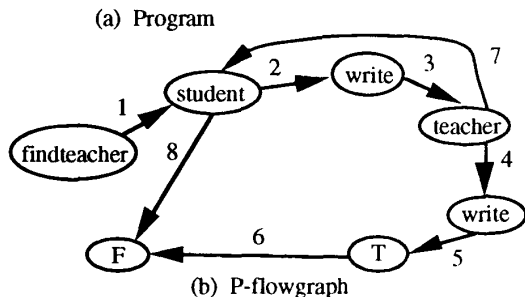 (a) Program
7
2
write
3
student
1
teacher
findteacher
8
4
write
6
5
F
T
(b) P-flowgraph